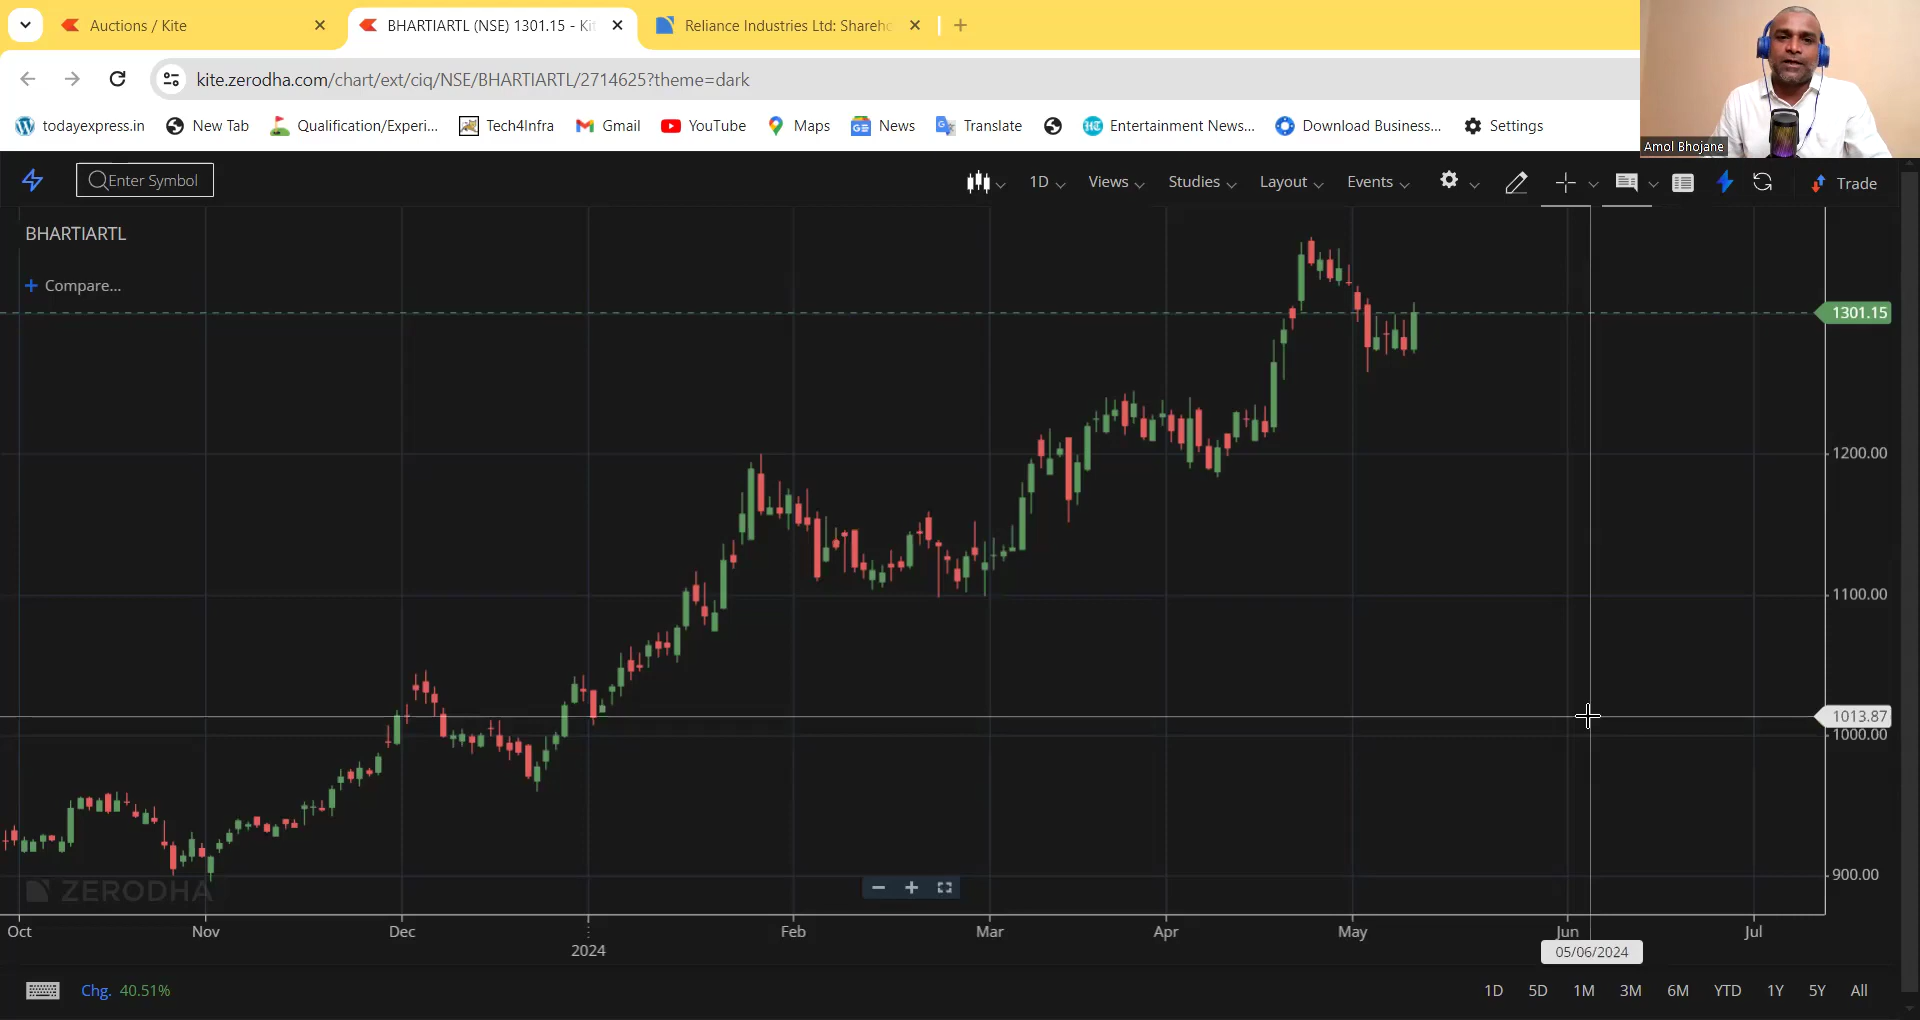 Auctions / Kite
BHARTIARTL (NSE) 1301.15 - Kit
Reliance Industries Ltd: Shareho
kite.zerodha.com/chart/ext/ciq/NSE/BHARTIARTL/2714625?theme=dark
todayexpress.in New Tab Qualification/Experi... Tech4Infra Gmail YouTube Maps News Translate Entertainment News... Download Business... Settings
Amol Bhojane
Enter Symbol 1D Views Studies Layout Events Trade
BHARTIARTL
+ Compare...
1301.15
1200.00
1100.00
1013.87
1000.00
900.00
ZERODHA
Oct Nov Dec Feb Mar Apr May Jun Jul
2024
05/06/2024
Chg. 40.51% 1D 5D 1M 3M 6M YTD 1Y 5Y All